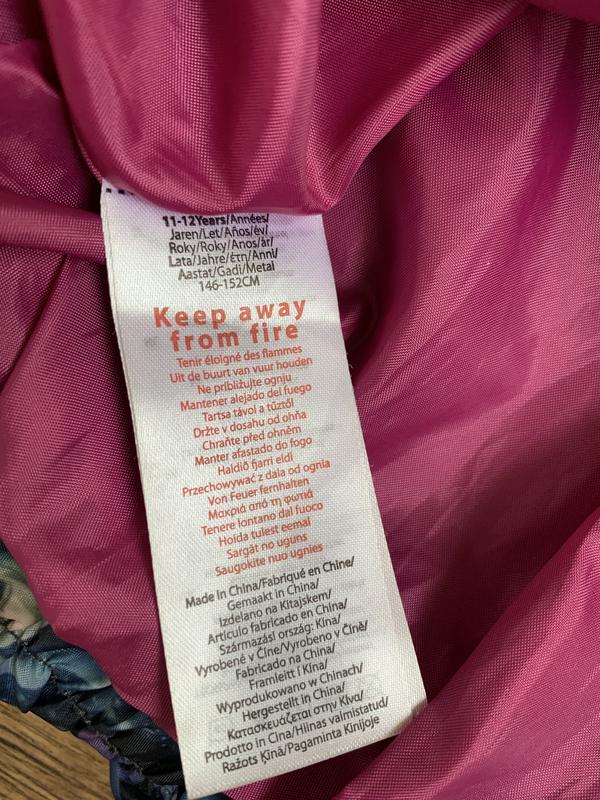 11-12Years/Années/
Jaren/Let/Años/év/
Roky/Roky/Anos/ár/
Lata/Jahre/έτη/Anni/
Aastat/Gadi/Metai
146-152CM
Keep away
from fire
Tenir éloigné des flammes
Uit de buurt van vuur houden
Ne približujte ognju
Mantener alejado del fuego
Tartsa távol a tűztől
Držte v dosahu od ohňa
Chraňte před ohněm
Manter afastado do fogo
Haldið fjarri eldi
Przechowywać z dala od ognia
Von Feuer fernhalten
Μακριά από τη φωτιά
Tenere lontano dal fuoco
Hoida tulest eemal
Sargāt no uguns
Saugokite nuo ugnies
Made in China/Fabriqué en Chine/
Gemaakt in China/
Izdelano na Kitajskem/
Artículo fabricado en China/
Származási ország: Kína/
Vyrobené v Číne/Vyrobeno v Číně/
Fabricado na China/
Framleitt í Kína/
Wyprodukowano w Chinach/
Hergestellt in China/
Κατασκευάζεται στην Κίνα/
Prodotto in Cina/Hiinas valmistatud/
Ražots Ķīnā/Pagaminta Kinijoje